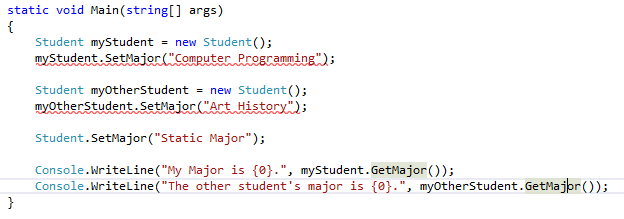 static void Main(string[] args)
{
Student myStudent = new Student();
myStudent.SetMajor("Computer Programming");
Student myOtherStudent = new Student();
myOtherStudent.SetMajor("Art History");
Student.SetMajor("Static Major");
Console.WriteLine("My Major is {0}.", myStudent.GetMajor());
Console.WriteLine("The other student's major is {0}.", myOtherStudent.GetMajor());
}